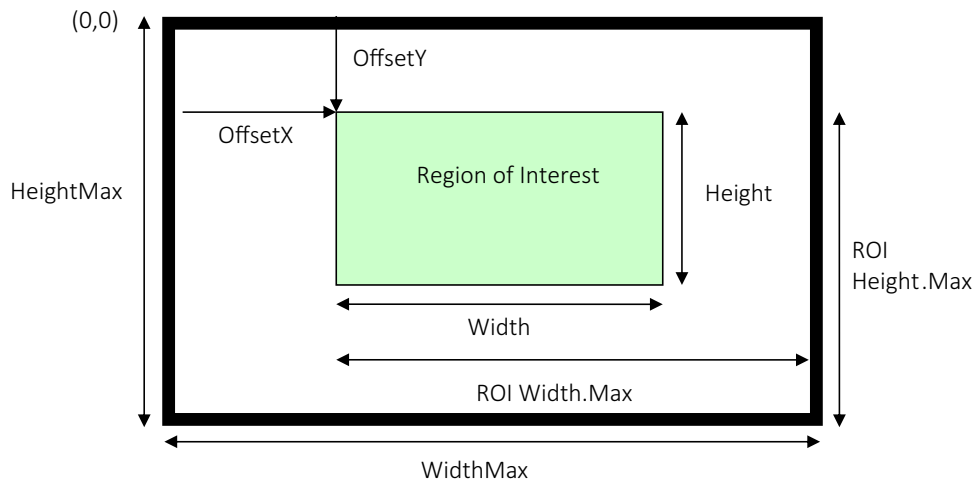 (0,0)
OffsetY
OffsetX
Region of Interest
HeightMax
Height
ROI
Height.Max
Width
ROI Width.Max
WidthMax